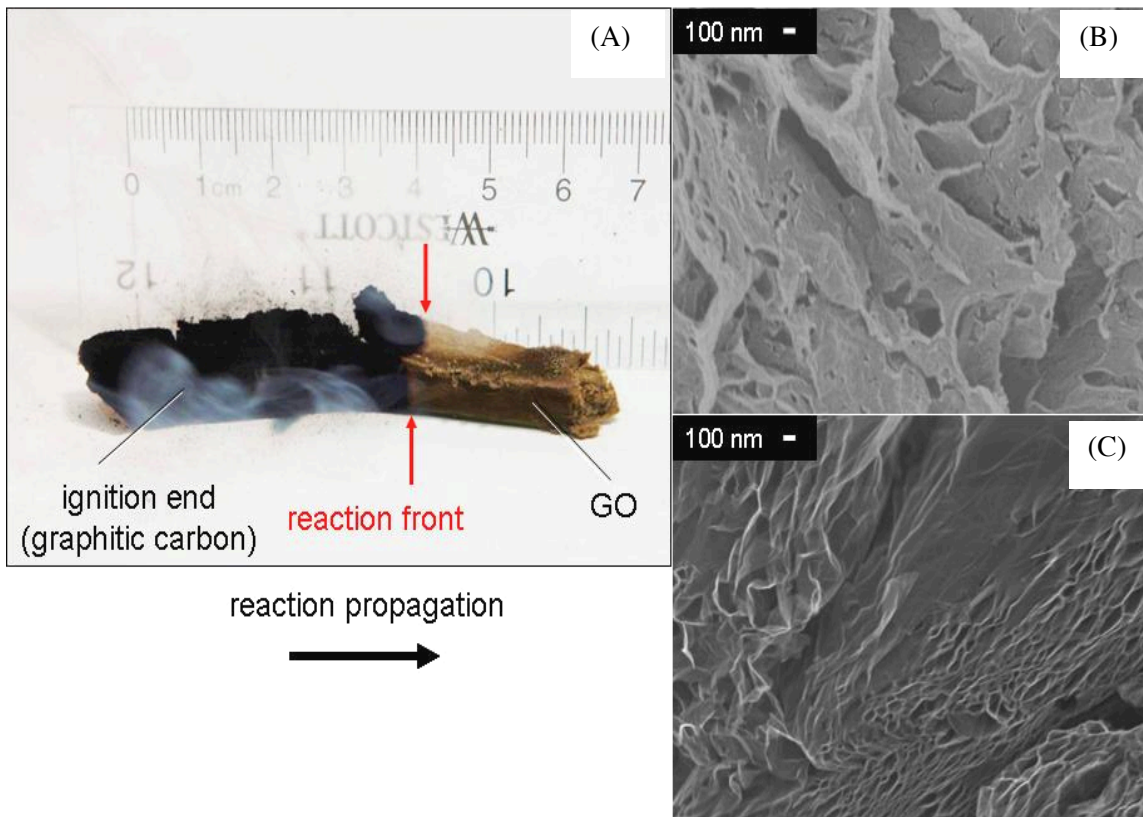 (A)
0 1cm 2 3 4 5 6 7
WESTCOTT
12 11 10
ignition end
(graphitic carbon)
reaction front
GO
reaction propagation
100 nm
(B)
100 nm
(C)